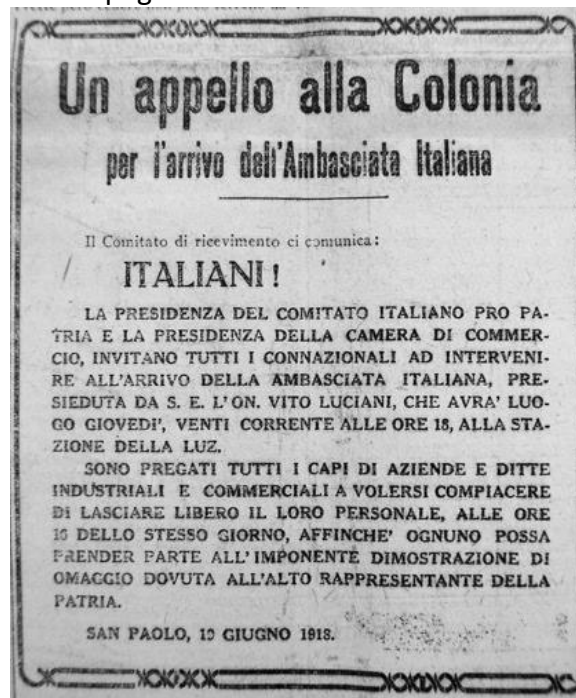 Un appello alla Colonia
per l'arrivo dell'Ambasciata Italiana
Il Comitato di ricevimento ci comunica:
ITALIANI !
LA PRESIDENZA DEL COMITATO ITALIANO PRO PA-
TRIA E LA PRESIDENZA DELLA CAMERA DI COMMER-
CIO, INVITANO TUTTI I CONNAZIONALI AD INTERVENI-
RE ALL'ARRIVO DELLA AMBASCIATA ITALIANA, PRE-
SIEDUTA DA S. E. L'ON. VITO LUCIANI, CHE AVRA' LUO-
GO GIOVEDI', VENTI CORRENTE ALLE ORE 18, ALLA STA-
ZIONE DELLA LUZ.
SONO PREGATI TUTTI I CAPI DI AZIENDE E DITTE
INDUSTRIALI E COMMERCIALI A VOLERSI COMPIACERE
DI LASCIARE LIBERO IL LORO PERSONALE, ALLE ORE
DELLO STESSO GIORNO, AFFINCHE' OGNUNO POSSA
PRENDER PARTE ALL'IMPONENTE DIMOSTRAZIONE DI
OMAGGIO DOVUTA ALL'ALTO RAPPRESENTANTE DELLA
PATRIA.
SAN PAOLO, GIUGNO 1918.